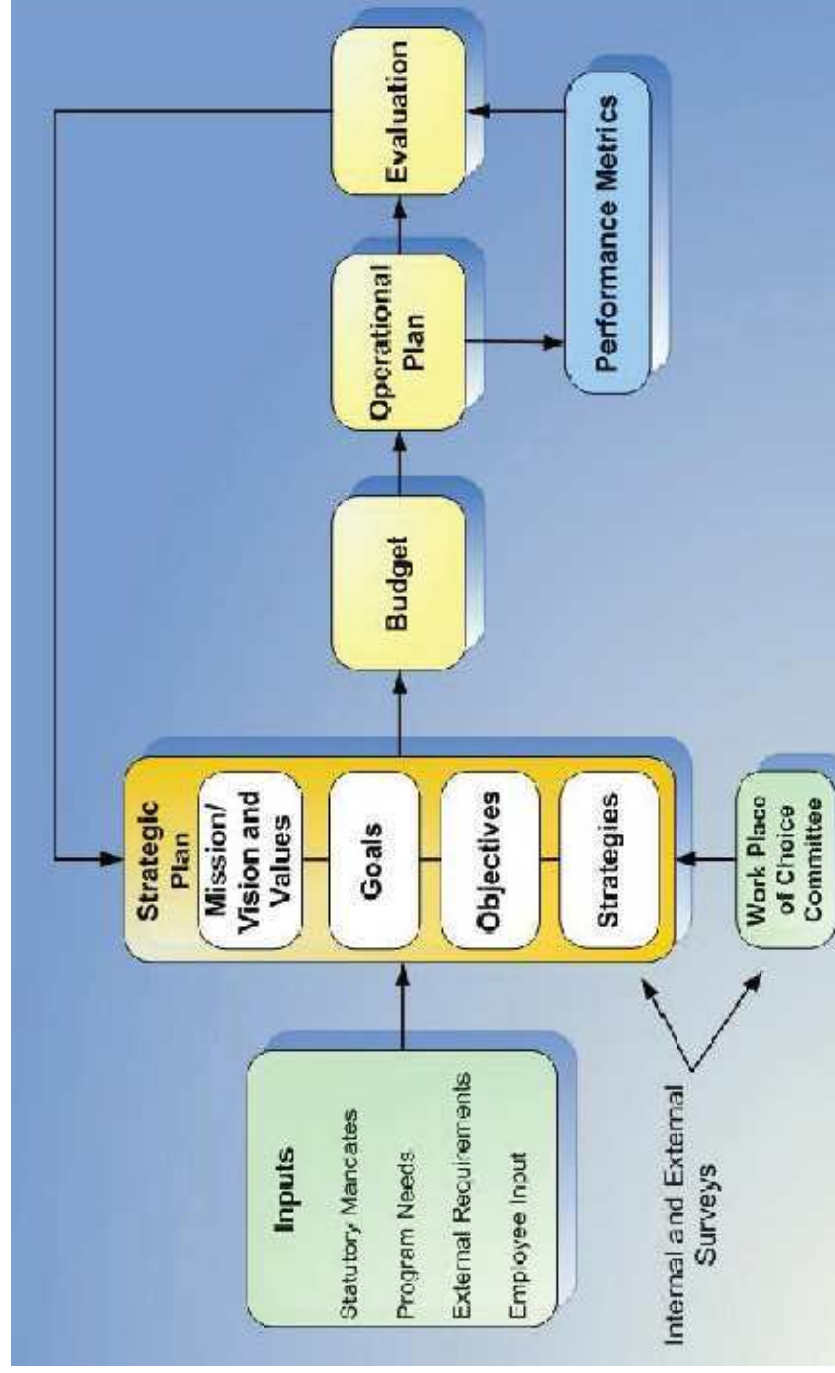 Inputs
Statutory Mandates
Program Needs
External Requirements
Employee Input
Internal and External
Surveys
Strategic
Plan
Mission/
Vision and
Values
Goals
Objectives
Strategies
Work Place
of Choice
Committee
Budget
Operational
Plan
Evaluation
Performance Metrics